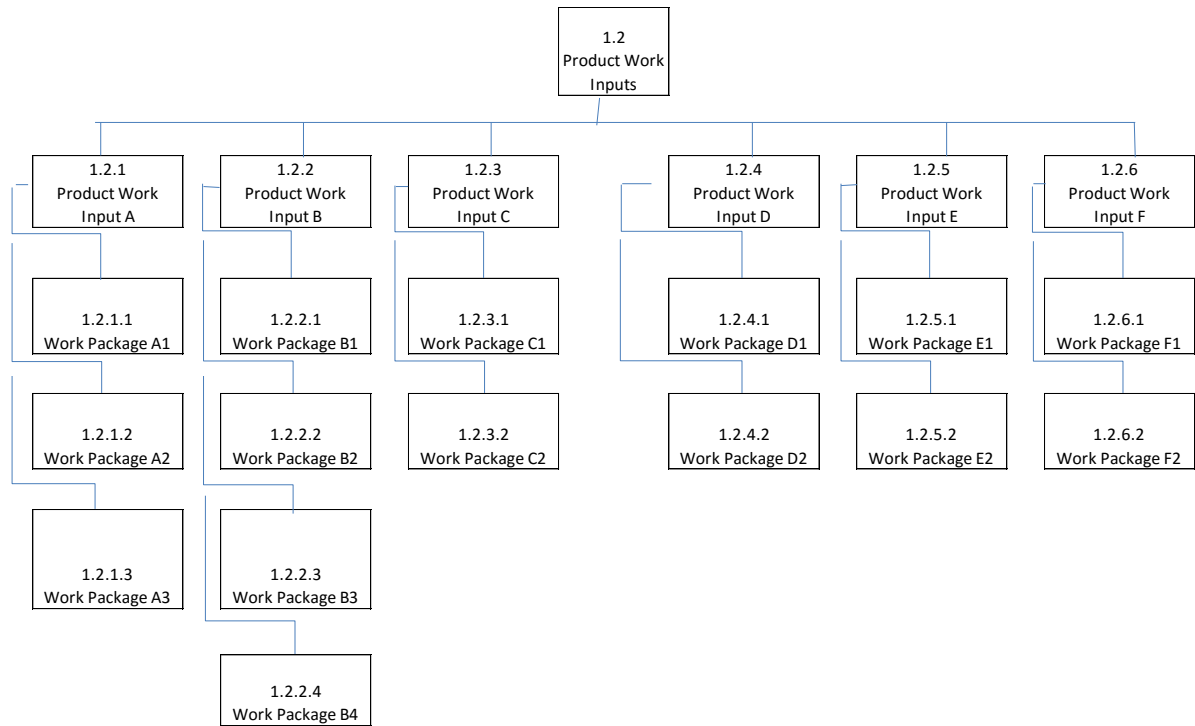 1.2
Product Work
Inputs
1.2.1
Product Work
Input A
1.2.2
Product Work
Input B
1.2.3
Product Work
Input C
1.2.4
Product Work
Input D
1.2.5
Product Work
Input E
1.2.6
Product Work
Input F
1.2.1.1
Work Package A1
1.2.2.1
Work Package B1
1.2.3.1
Work Package C1
1.2.4.1
Work Package D1
1.2.5.1
Work Package E1
1.2.6.1
Work Package F1
1.2.1.2
Work Package A2
1.2.2.2
Work Package B2
1.2.3.2
Work Package C2
1.2.4.2
Work Package D2
1.2.5.2
Work Package E2
1.2.6.2
Work Package F2
1.2.1.3
Work Package A3
1.2.2.3
Work Package B3
1.2.2.4
Work Package B4